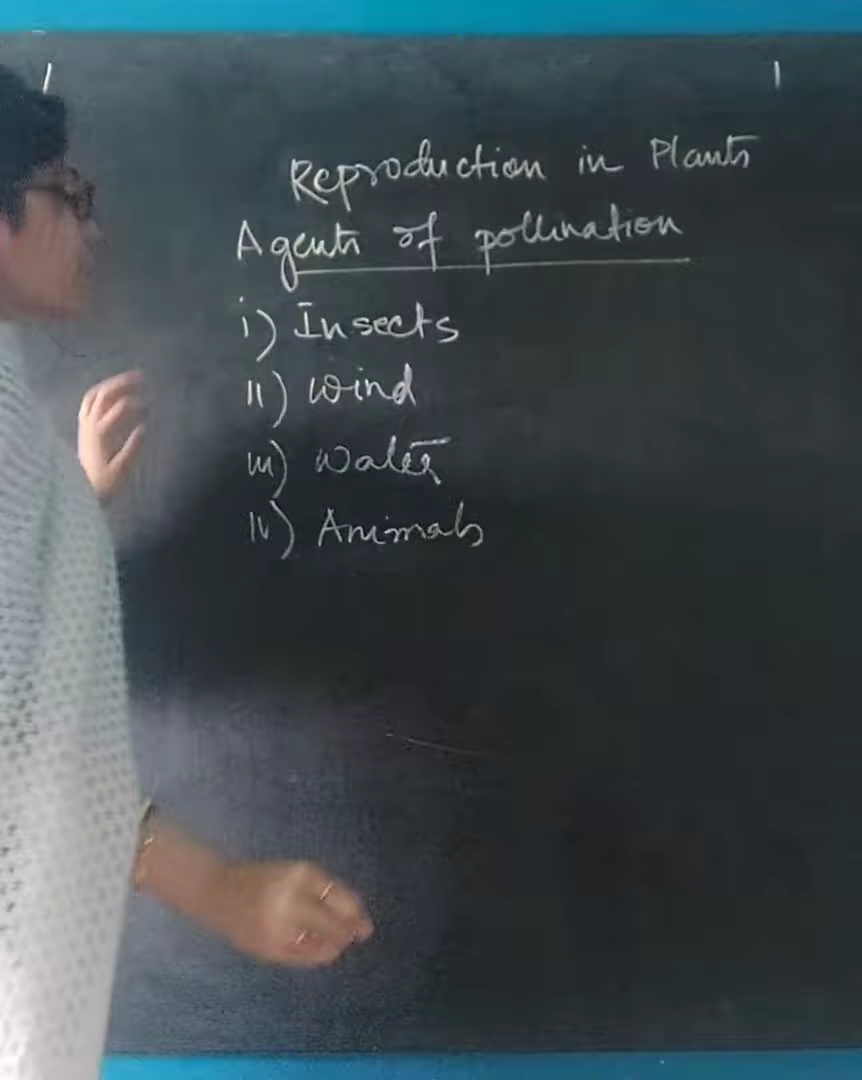 Reproduction in Plants
Agents of pollination
i) Insects
ii) Wind
iii) Water
iv) Animals